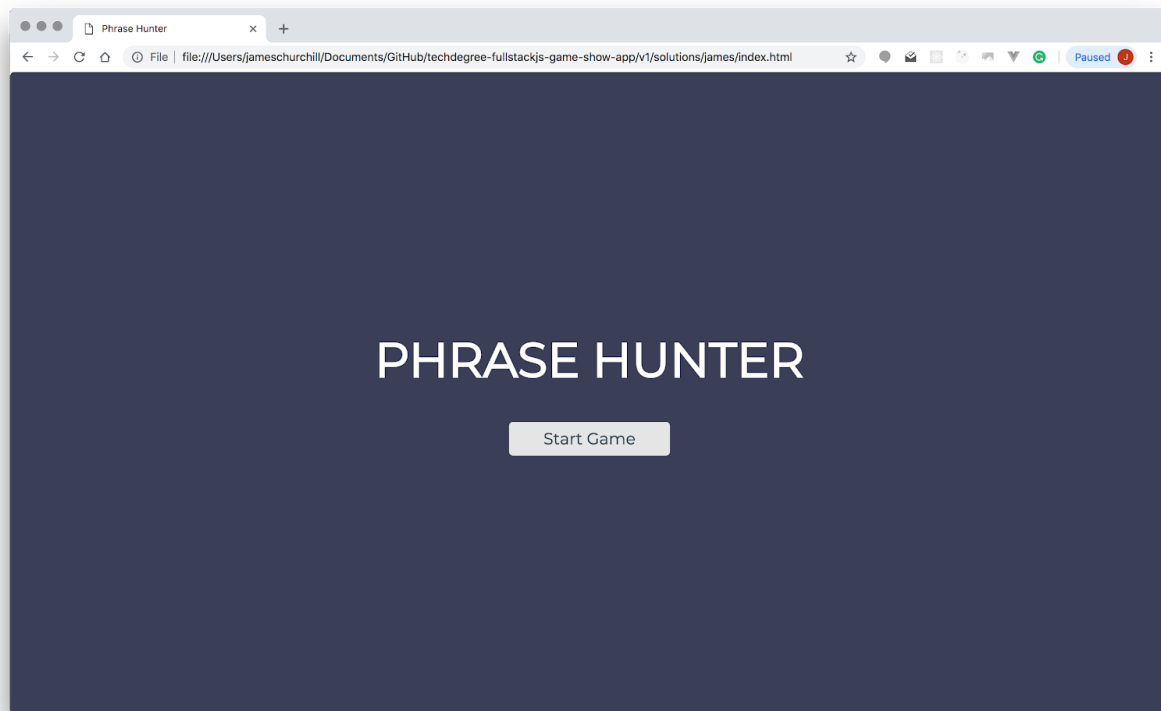 Phrase Hunter
File file:///Users/jameschurchill/Documents/GitHub/techdegree-fullstackjs-game-show-app/v1/solutions/james/index.html Paused J
PHRASE HUNTER
Start Game